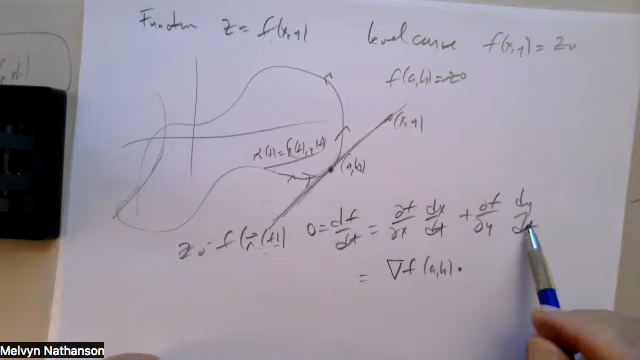 Function z = f(x,y) level curve f(x,y) = z₀
f(a,b) = z₀
(x,y)
r⃗(t) = (x(t), y(t))
(a,b)
z₀ = f(r⃗(t)) 0 = df/dt = ∂f/∂x dx/dt + ∂f/∂y dy/dt
= ∇f(a,b) ·
Melvyn Nathanson